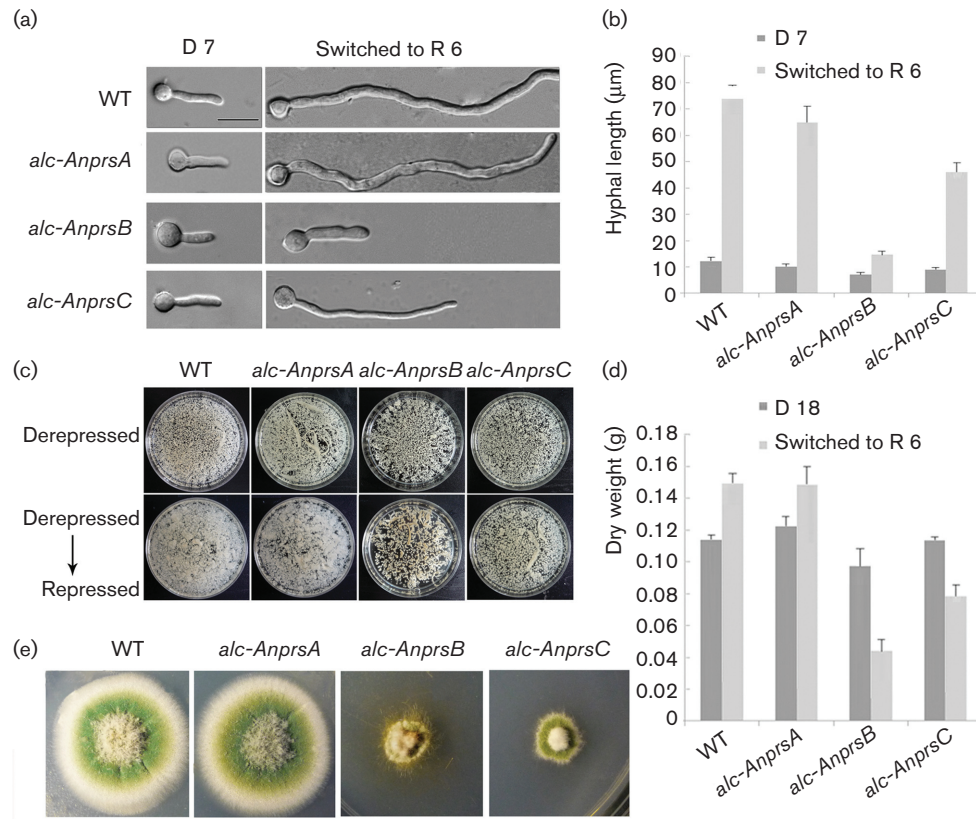 (a)
D 7 Switched to R 6
WT
alc-AnprsA
alc-AnprsB
alc-AnprsC
(b)
D 7
Switched to R 6
Hyphal length (μm)
90
80
70
60
50
40
30
20
10
0
WT alc-AnprsA alc-AnprsB alc-AnprsC
(c)
WT alc-AnprsA alc-AnprsB alc-AnprsC
Derepressed
Derepressed
Repressed
(d)
D 18
Switched to R 6
Dry weight (g)
0.18
0.16
0.14
0.12
0.10
0.08
0.06
0.04
0.02
0
WT alc-AnprsA alc-AnprsB alc-AnprsC
(e)
WT alc-AnprsA alc-AnprsB alc-AnprsC